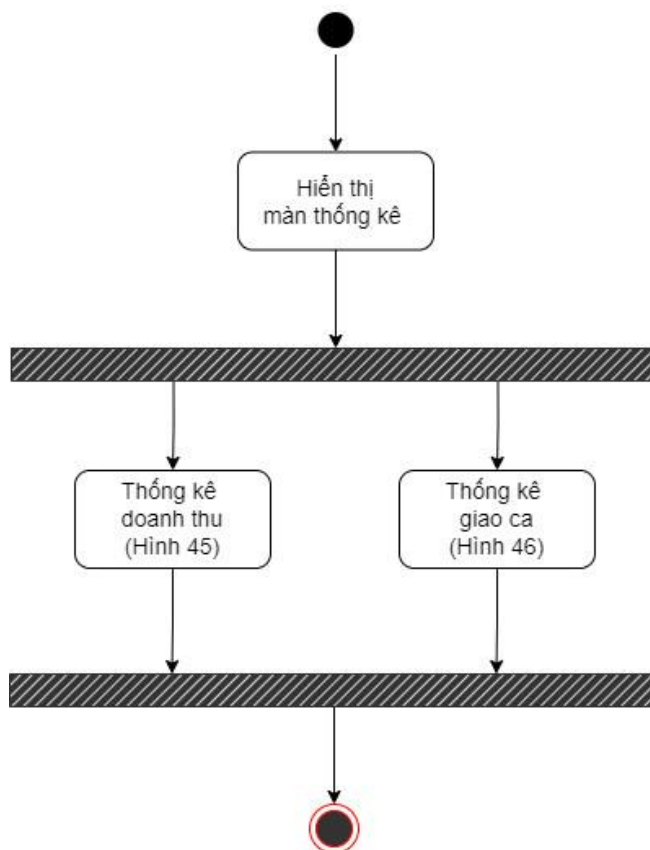 Hiển thị
màn thống kê
Thống kê
doanh thu
(Hình 45)
Thống kê
giao ca
(Hình 46)